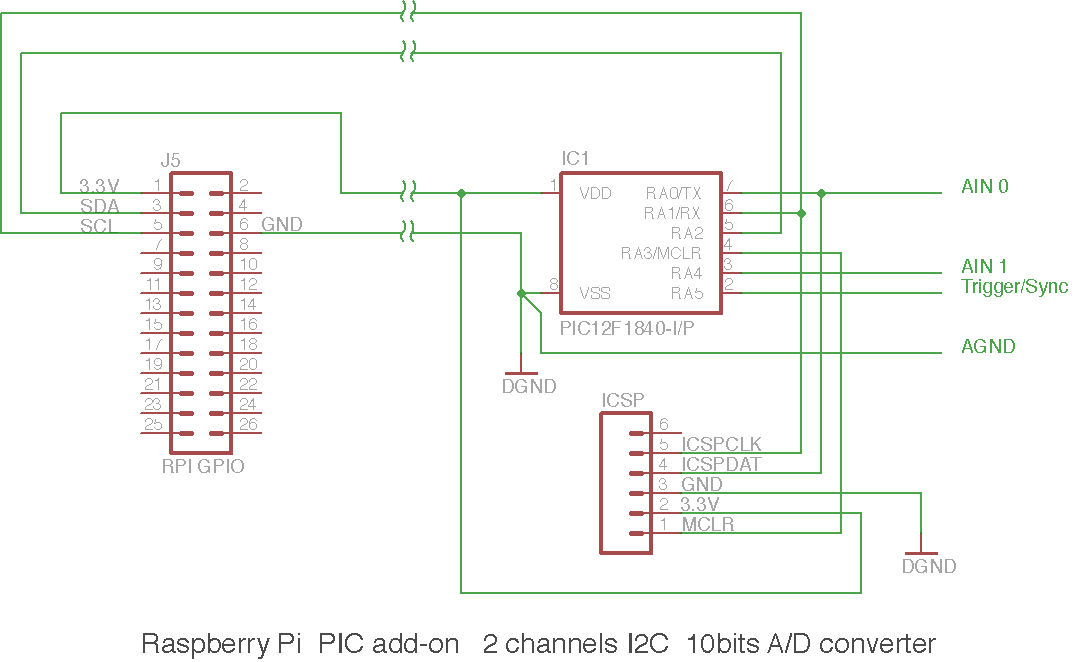 J5
3.3V 1 2
SDA 3 4
SCL 5 6 GND
7 8
9 10
11 12
13 14
15 16
17 18
19 20
21 22
23 24
25 26
RPI GPIO
IC1
1 VDD RA0/TX 7 AIN 0
RA1/RX 6
RA2 5
RA3/MCLR 4
RA4 3 AIN 1
8 VSS RA5 2 Trigger/Sync
PIC12F1840-I/P
AGND
DGND
ICSP
6
5 ICSPCLK
4 ICSPDAT
3 GND
2 3.3V
1 MCLR
DGND
Raspberry Pi PIC add-on 2 channels I2C 10bits A/D converter